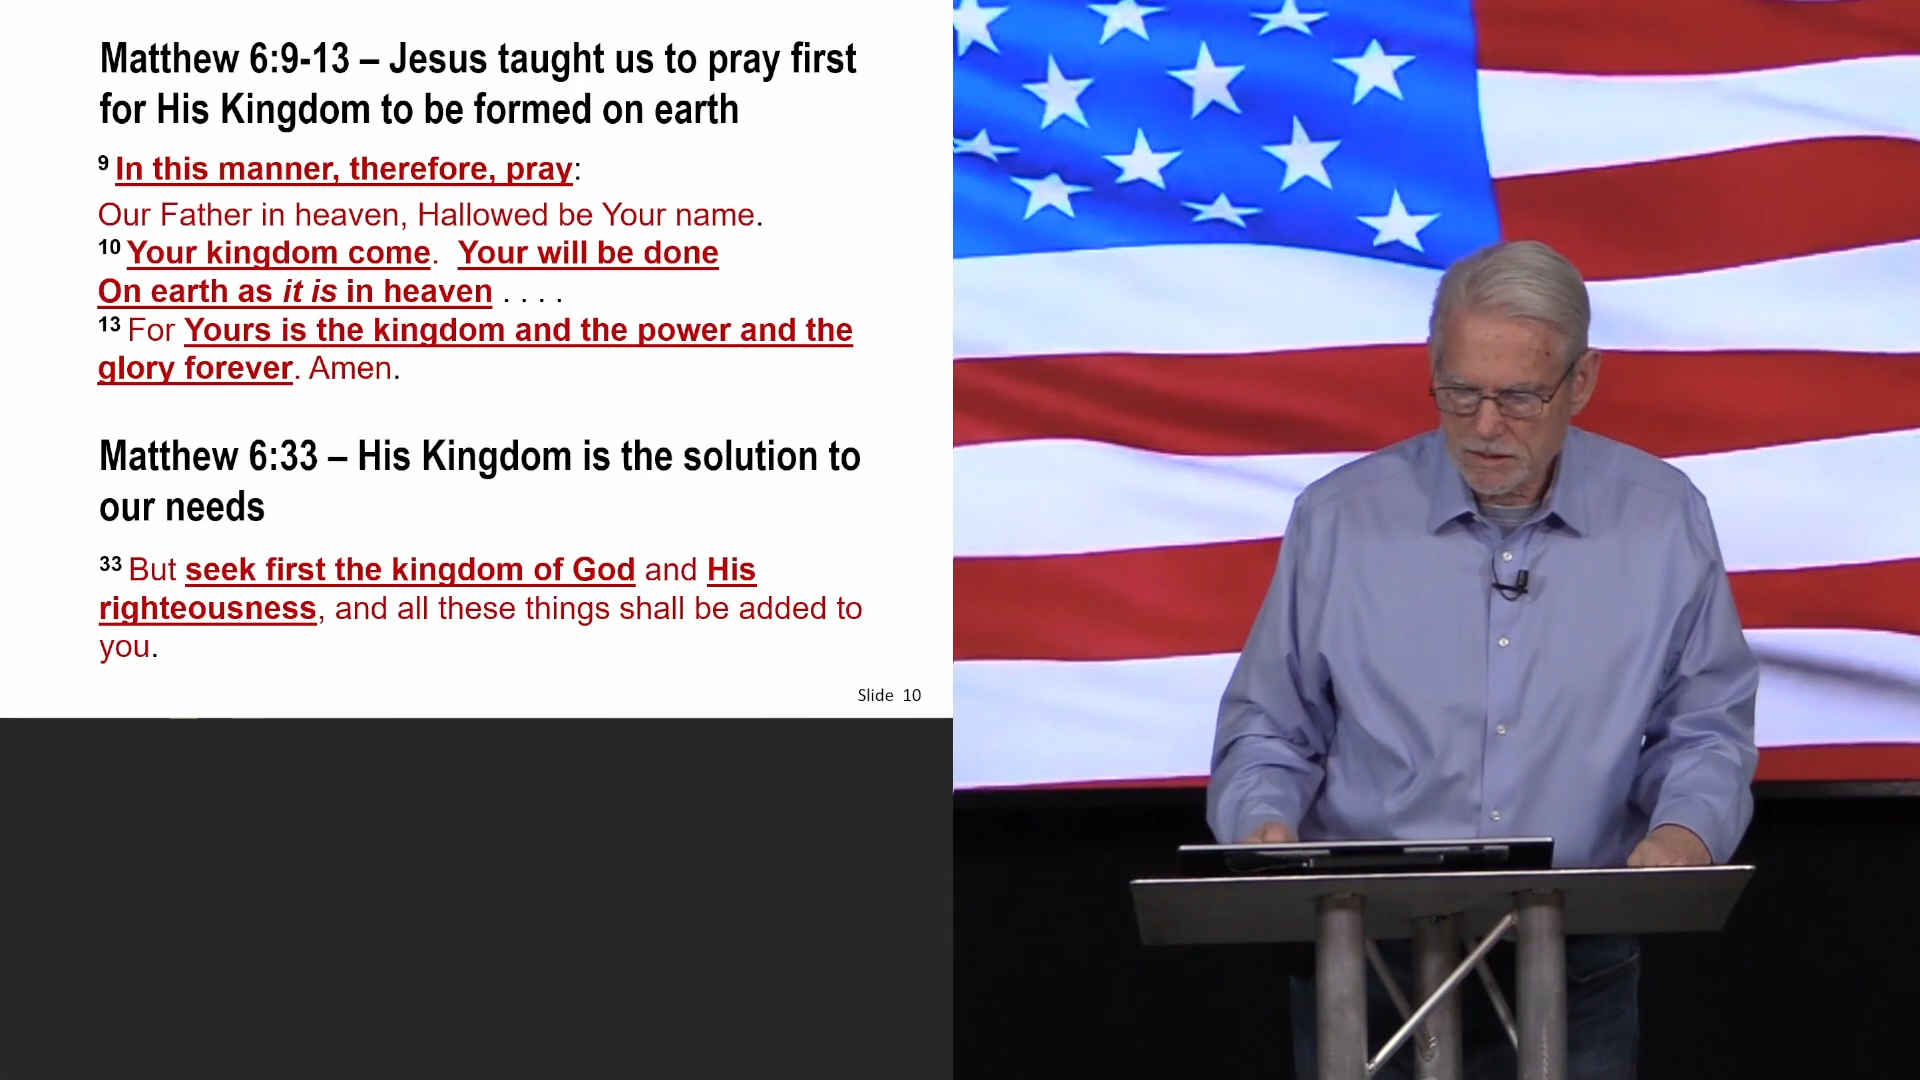 Matthew 6:9-13 – Jesus taught us to pray first
for His Kingdom to be formed on earth
9 In this manner, therefore, pray:
Our Father in heaven, Hallowed be Your name.
10 Your kingdom come.  Your will be done
On earth as it is in heaven . . . .
13 For Yours is the kingdom and the power and the
glory forever. Amen.
Matthew 6:33 – His Kingdom is the solution to
our needs
33 But seek first the kingdom of God and His
righteousness, and all these things shall be added to
you.
Slide 10